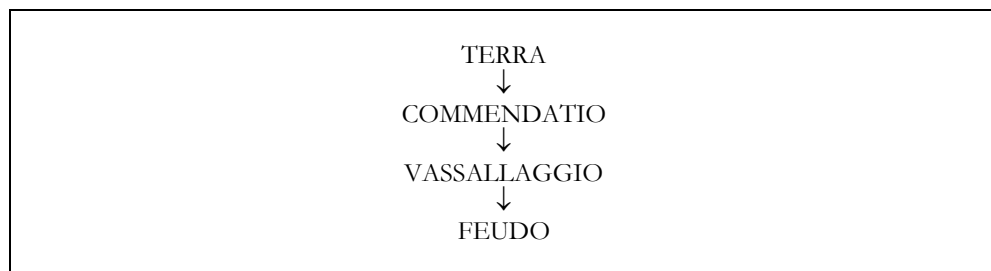 TERRA
↓
COMMENDATIO
↓
VASSALLAGGIO
↓
FEUDO